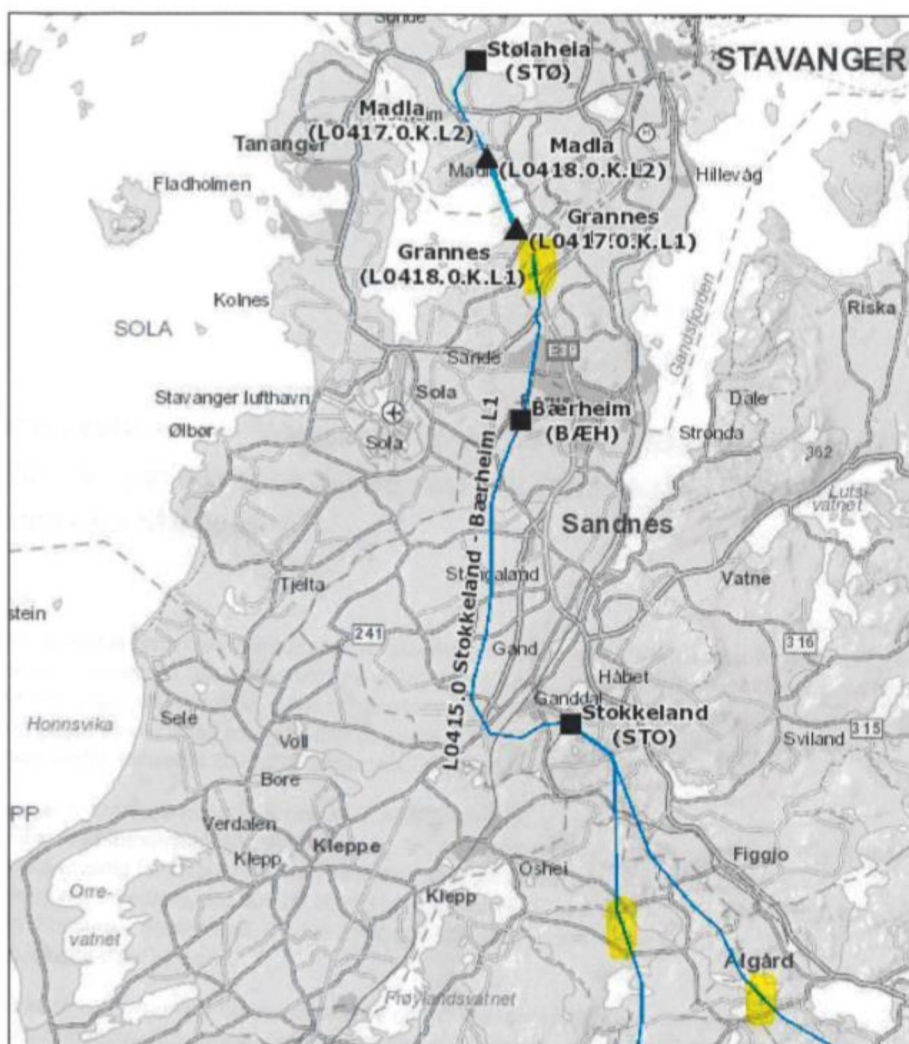 Sunde
Stølaheia
(STØ)
STAVANGER
Madla
(L0417.0.K.L2)
Tananger
Madla
(L0418.0.K.L2)
Hillevåg
Fladholmen
Grannes
(L0417.0.K.L1)
Grannes
(L0418.0.K.L1)
Gandsfjorden
Kolnes
Riska
SOLA
Sande
Sola
Dale
Stavanger lufthavn
Bærheim
(BÆH)
Ølbør
Sola
Stronda
362
Lutsi-
vatnet
L0415.0 Stokkeland - Bærheim L1
Sandnes
Stangaland
Tjelta
Vatne
stein
241
316
Gand
Håbet
Ganddal
Stokkeland
(STO)
Honnsvika
Sele
Voll
315
Sviland
Bore
PP
Verdalen
Kleppe
Klepp
Figgjo
Oshei
Orre-
vatnet
Klepp
Ålgård
Frøylandsvatnet